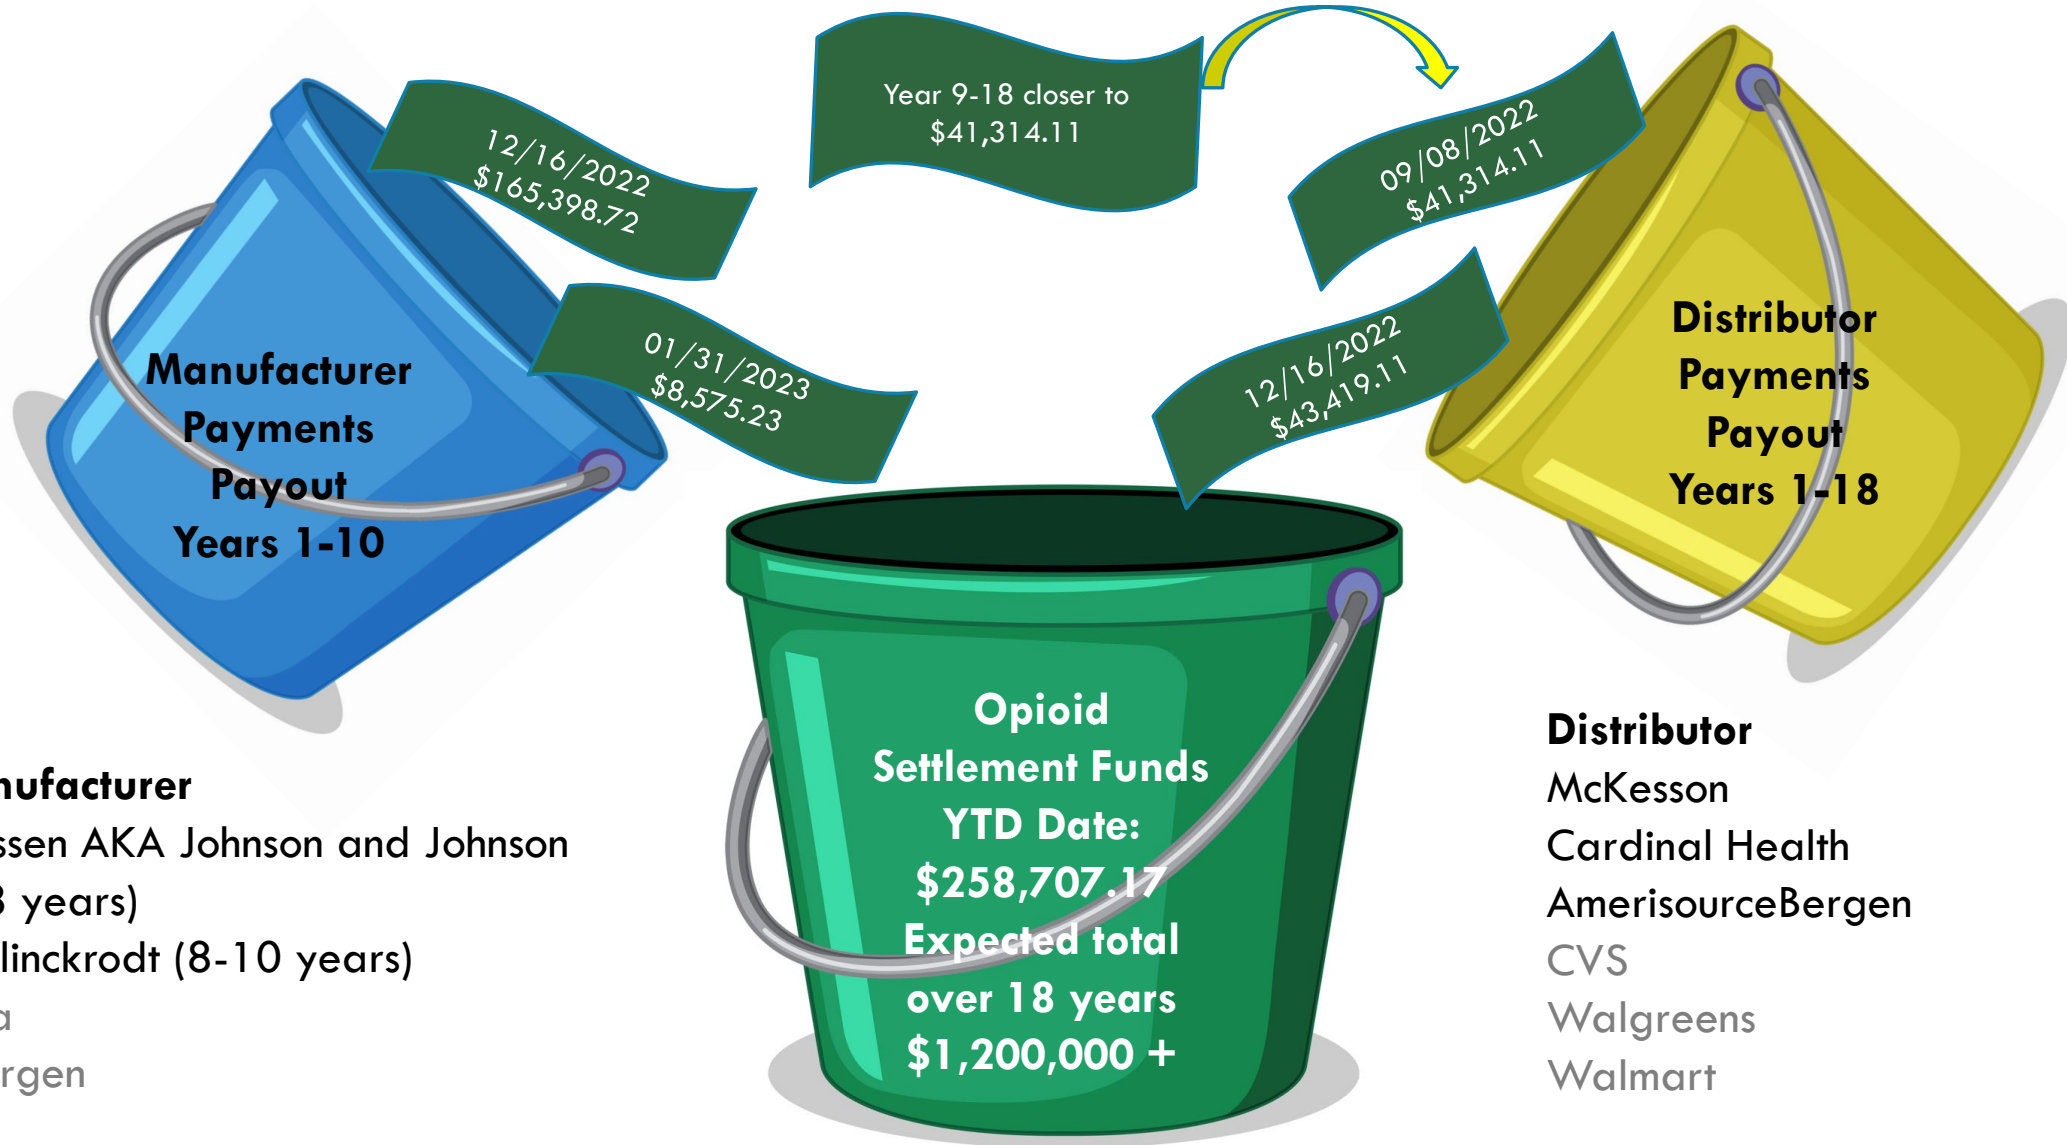 Year 9-18 closer to
$41,314.11
12/16/2022
$165,398.72
01/31/2023
$8,575.23
09/08/2022
$41,314.11
12/16/2022
$43,419.11
Manufacturer
Payments
Payout
Years 1-10
Distributor
Payments
Payout
Years 1-18
Opioid
Settlement Funds
YTD Date:
$258,707.17
Expected total
over 18 years
$1,200,000 +
nufacturer
ssen AKA Johnson and Johnson
years)
linckrodt (8-10 years)
a
rgen
Distributor
McKesson
Cardinal Health
AmerisourceBergen
CVS
Walgreens
Walmart